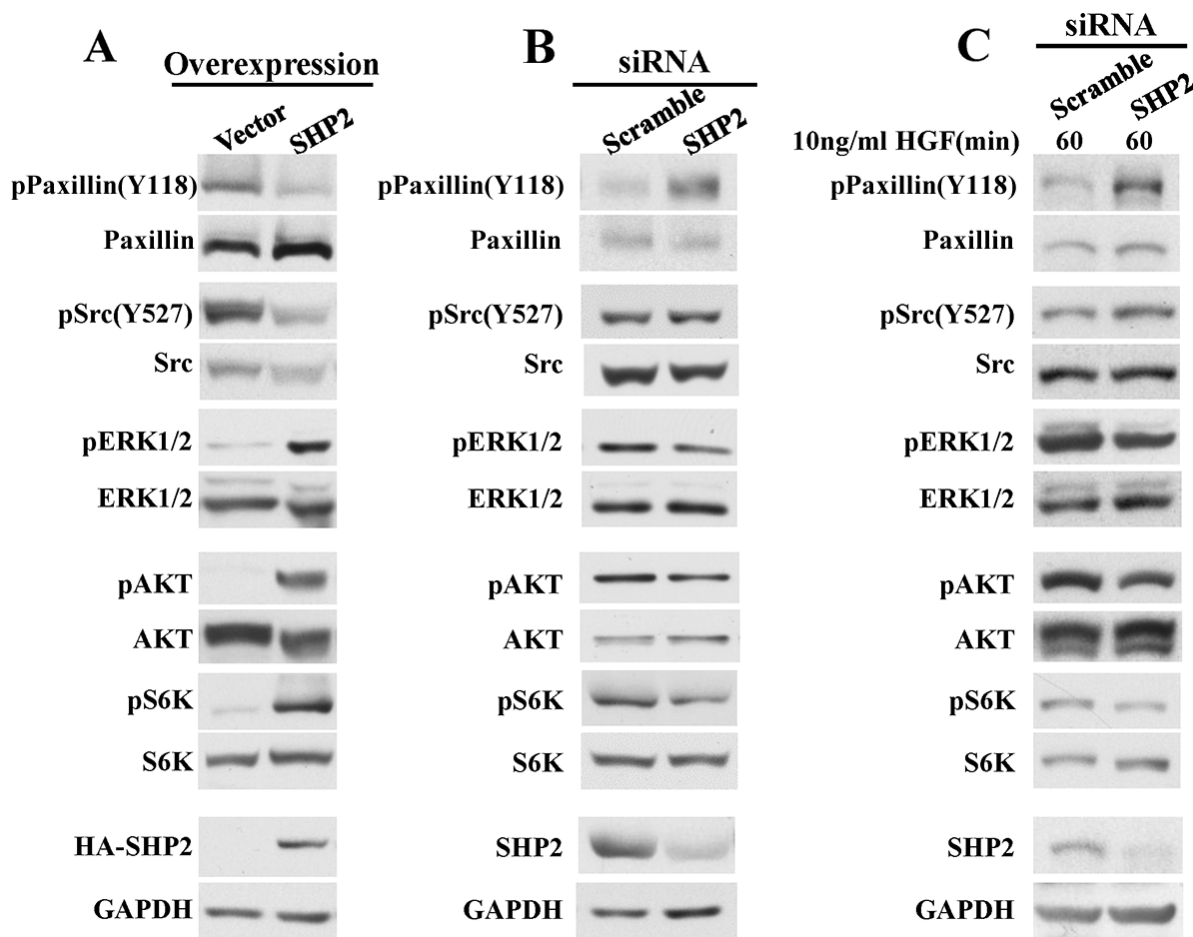 A
Overexpression
Vector SHP2
pPaxillin(Y118)
Paxillin
pSrc(Y527)
Src
pERK1/2
ERK1/2
pAKT
AKT
pS6K
S6K
HA-SHP2
GAPDH
B
siRNA
Scramble SHP2
pPaxillin(Y118)
Paxillin
pSrc(Y527)
Src
pERK1/2
ERK1/2
pAKT
AKT
pS6K
S6K
SHP2
GAPDH
C
siRNA
Scramble SHP2
10ng/ml HGF(min) 60 60
pPaxillin(Y118)
Paxillin
pSrc(Y527)
Src
pERK1/2
ERK1/2
pAKT
AKT
pS6K
S6K
SHP2
GAPDH